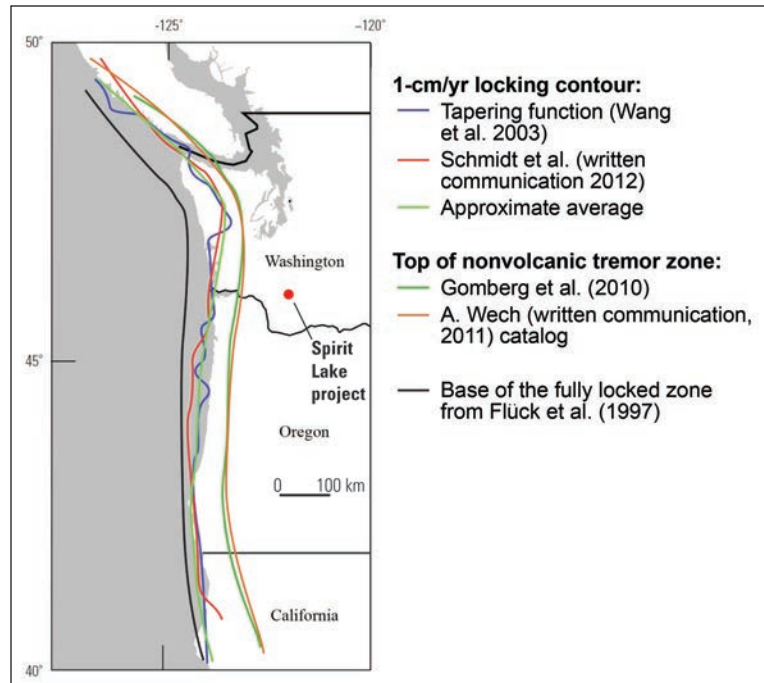 -125°
–120°
50°
1-cm/yr locking contour:
Tapering function (Wang
et al. 2003)
Schmidt et al. (written
communication 2012)
Approximate average
Washington
Top of nonvolcanic tremor zone:
Gomberg et al. (2010)
A. Wech (written communication,
2011) catalog
Spirit
Lake
project
45°
Base of the fully locked zone
from Flück et al. (1997)
Oregon
0 100 km
California
40°